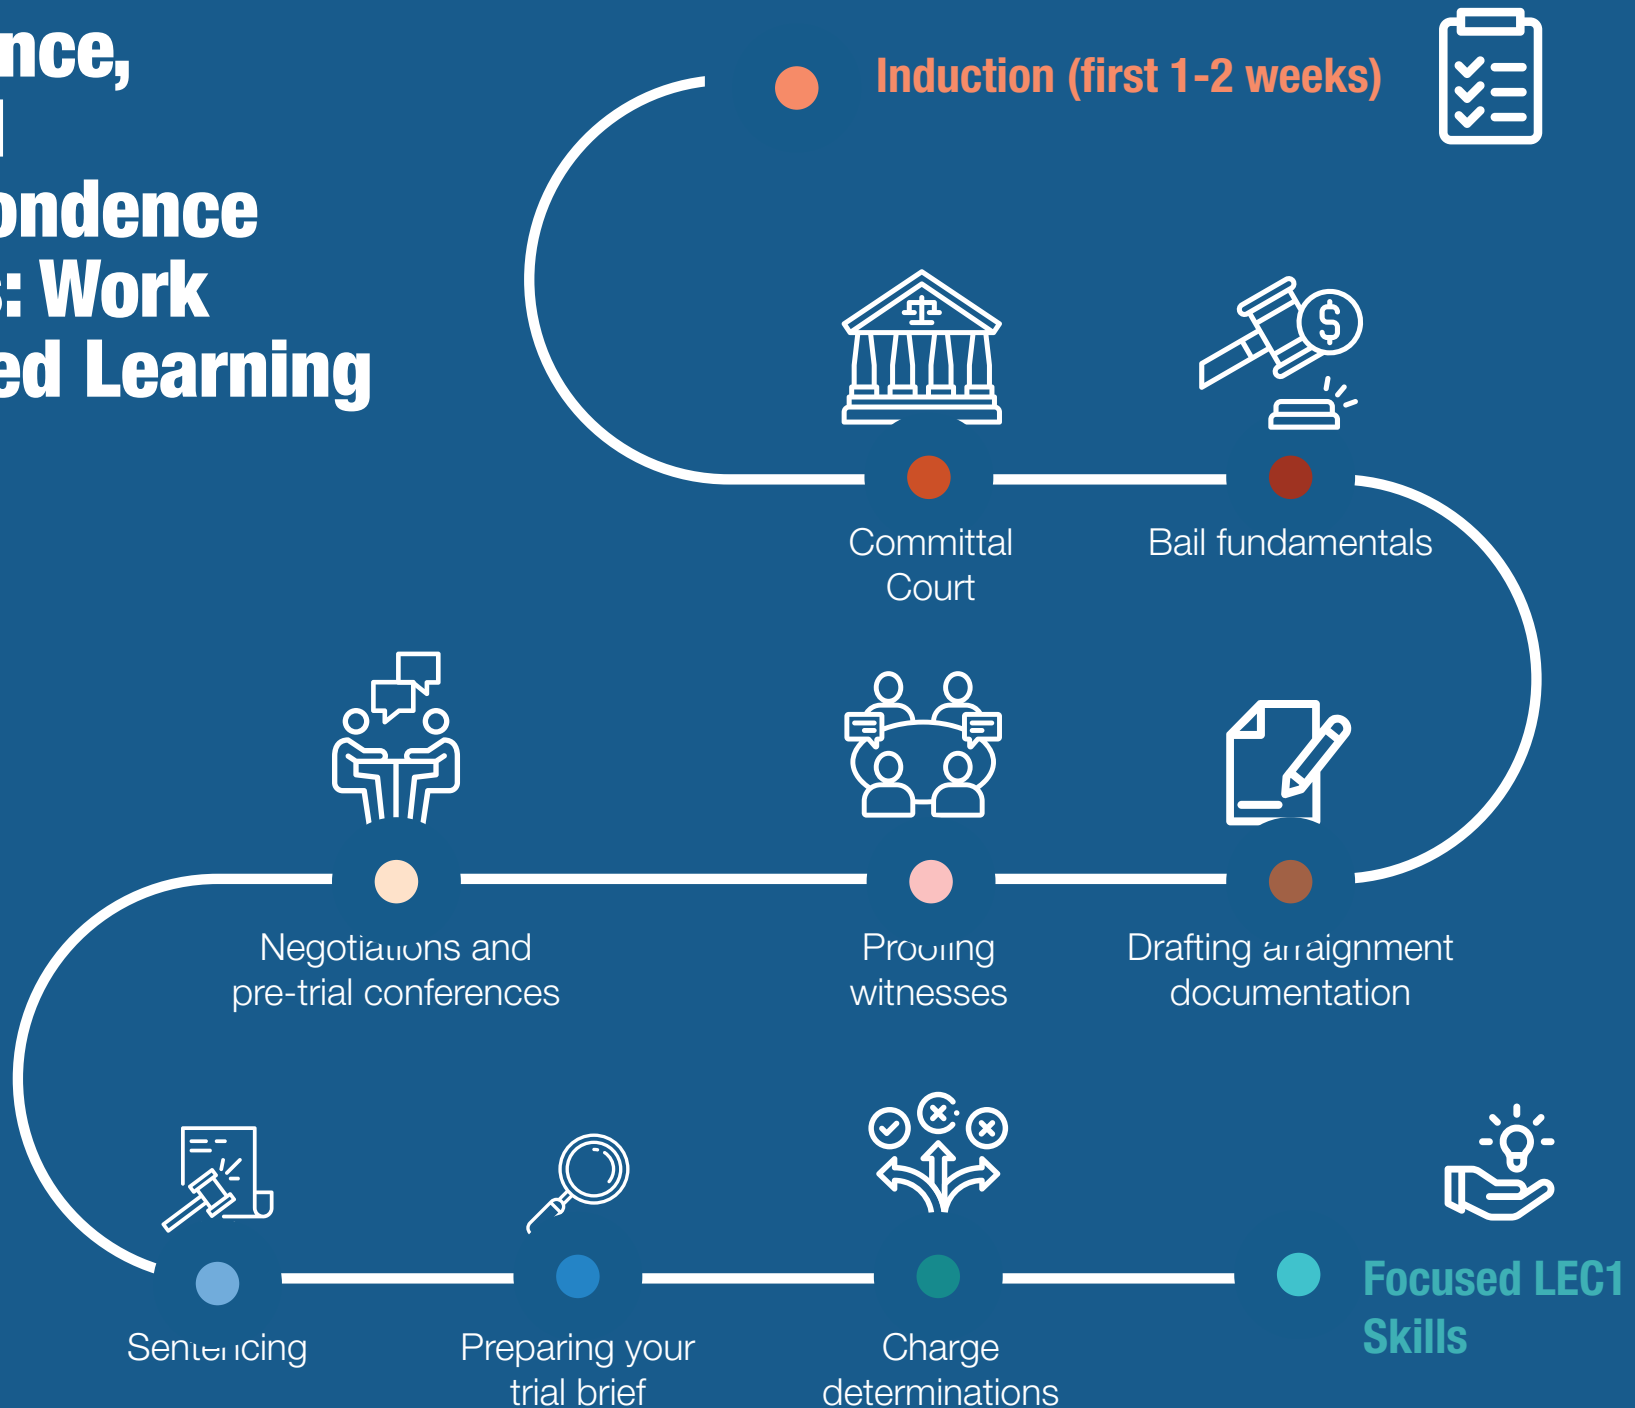 nce,
ondence
s: Work
ed Learning
Induction (first 1-2 weeks)
$
Committal
Court
Bail fundamentals
Negotiations and
pre-trial conferences
Proofing
witnesses
Drafting arraignment
documentation
Sentencing
Preparing your
trial brief
Charge
determinations
Focused LEC1
Skills